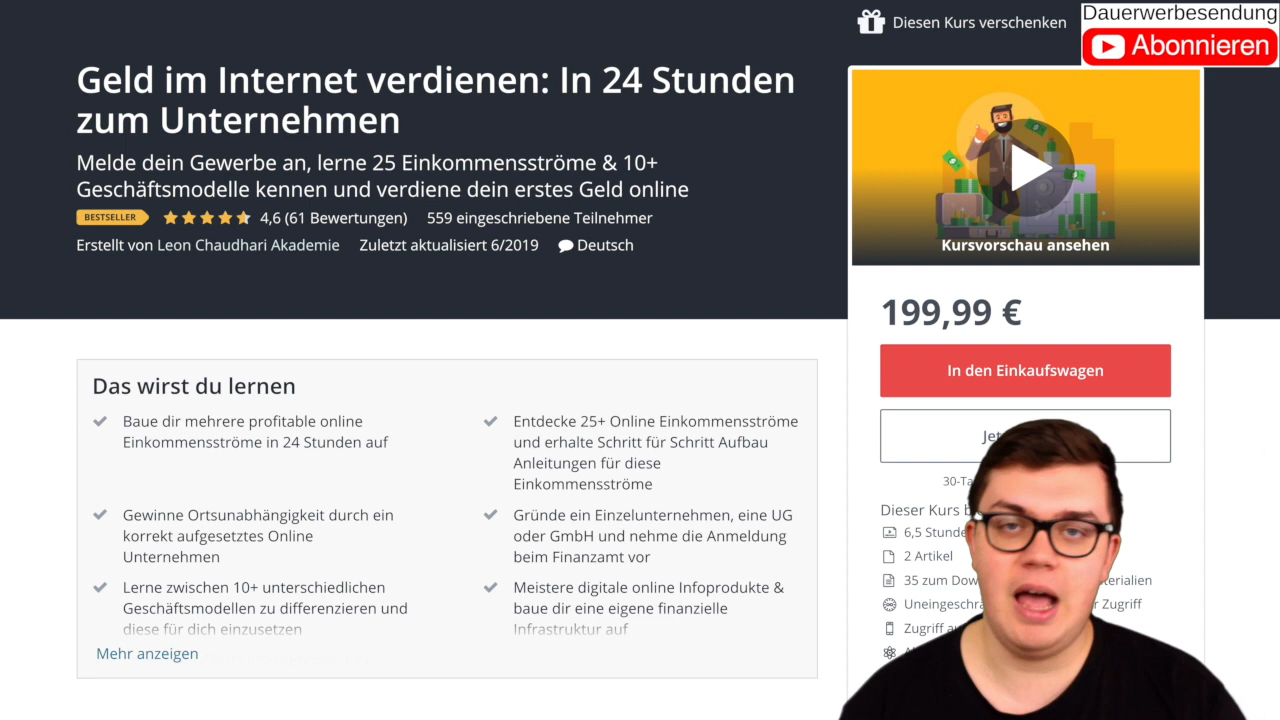 Diesen Kurs verschenken
Dauerwerbesendung
Abonnieren
Geld im Internet verdienen: In 24 Stunden
zum Unternehmen
Melde dein Gewerbe an, lerne 25 Einkommensströme & 10+
Geschäftsmodelle kennen und verdiene dein erstes Geld online
BESTSELLER 4,6 (61 Bewertungen) 559 eingeschriebene Teilnehmer
Erstellt von Leon Chaudhari Akademie Zuletzt aktualisiert 6/2019 Deutsch
Kursvorschau ansehen
199,99 €
In den Einkaufswagen
Dieser Kurs
6,5
2 Artikel
35 zum
Zugriff
Zugriff
Das wirst du lernen
Baue dir mehrere profitable online
Einkommensströme in 24 Stunden auf
Entdecke 25+ Online Einkommensströme
und erhalte Schritt für Schritt Aufbau
Anleitungen für diese
Einkommensströme
Gewinne Ortsunabhängigkeit durch ein
korrekt aufgesetztes Online
Unternehmen
Gründe ein Einzelunternehmen, eine UG
oder GmbH und nehme die Anmeldung
beim Finanzamt vor
Lerne zwischen 10+ unterschiedlichen
Geschäftsmodellen zu differenzieren und
diese für dich einzusetzen
Meistere digitale online Infoprodukte &
baue dir eine eigene finanzielle
Infrastruktur auf
Mehr anzeigen